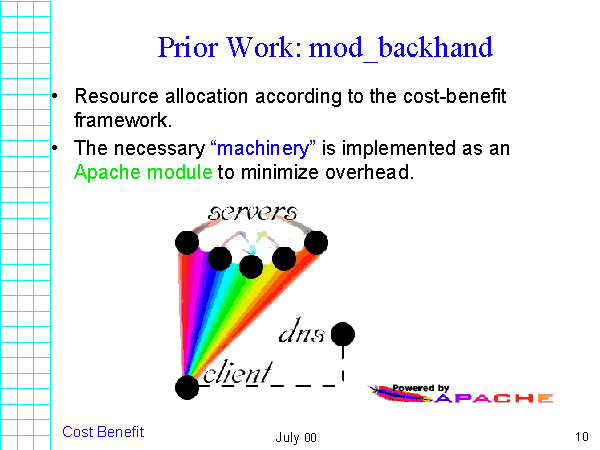 Prior Work: mod_backhand
• Resource allocation according to the cost-benefit
framework.
• The necessary “machinery” is implemented as an
Apache module to minimize overhead.
servers
dns
client
Powered by
APACHE
Cost Benefit
July 00
10